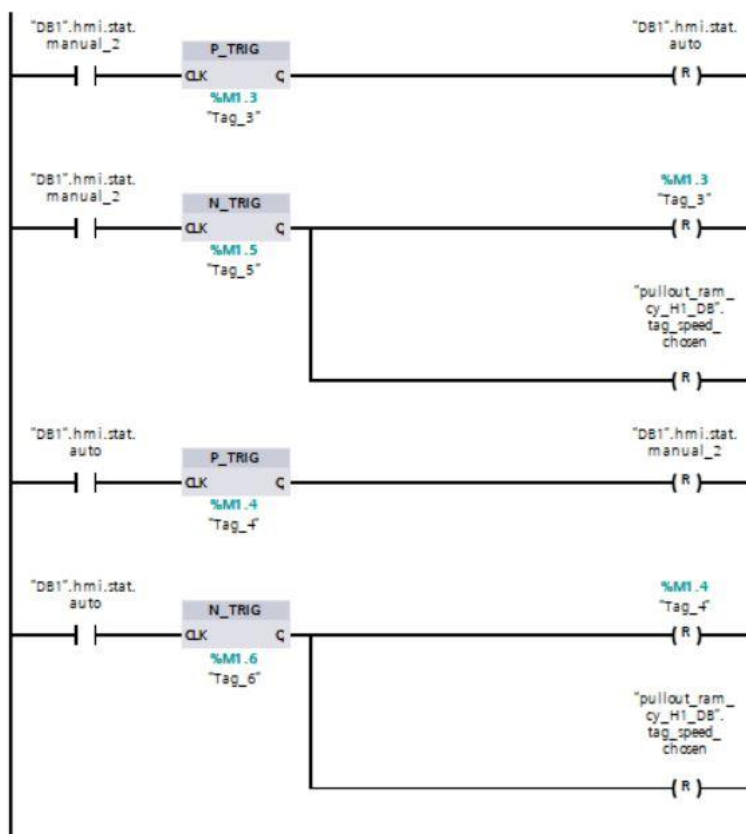 "DB1".hmi.stat.
manual_2
P_TRIG
CLK Q
%M1.3
"Tag_3"
"DB1".hmi.stat.
auto
( R )
"DB1".hmi.stat.
manual_2
N_TRIG
CLK Q
%M1.5
"Tag_5"
%M1.3
"Tag_3"
( R )
"pullout_ram_
cy_H1_DB".
tag_speed_
chosen
( R )
"DB1".hmi.stat.
auto
P_TRIG
CLK Q
%M1.4
"Tag_4"
"DB1".hmi.stat.
manual_2
( R )
"DB1".hmi.stat.
auto
N_TRIG
CLK Q
%M1.6
"Tag_6"
%M1.4
"Tag_4"
( R )
"pullout_ram_
cy_H1_DB".
tag_speed_
chosen
( R )